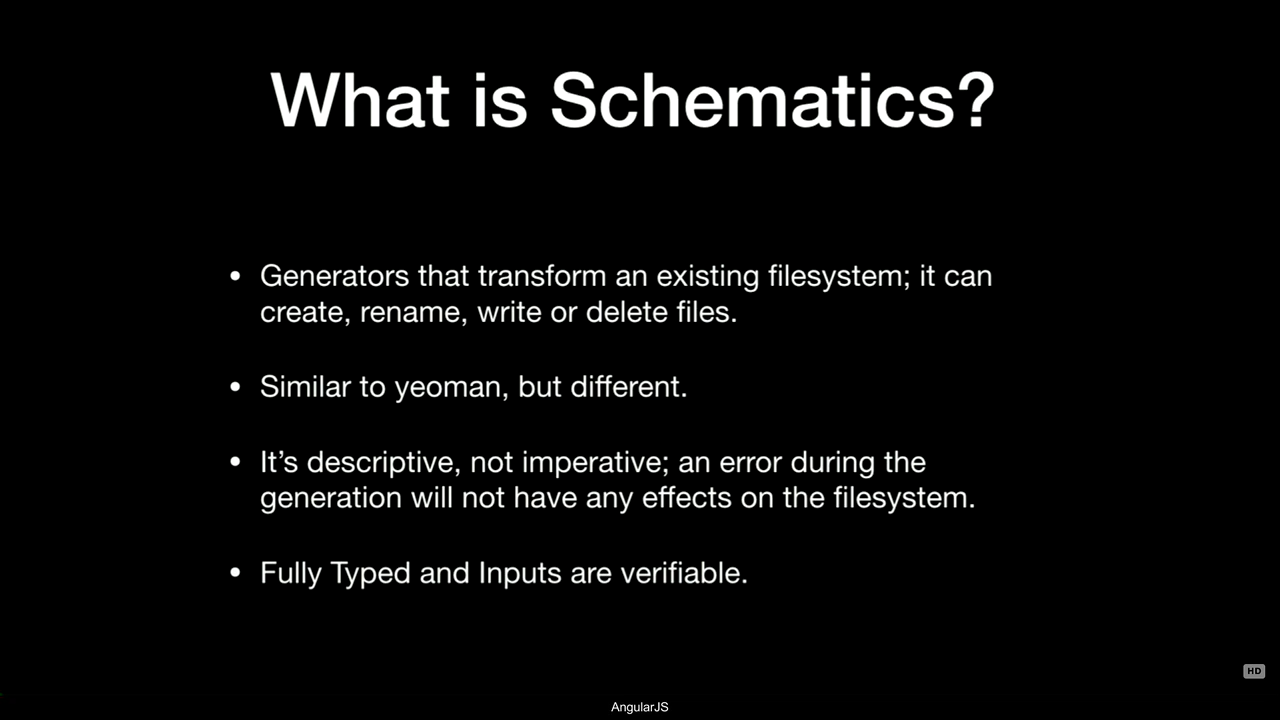 What is Schematics?
• Generators that transform an existing filesystem; it can
create, rename, write or delete files.
• Similar to yeoman, but different.
• It’s descriptive, not imperative; an error during the
generation will not have any effects on the filesystem.
• Fully Typed and Inputs are verifiable.
HD
AngularJS